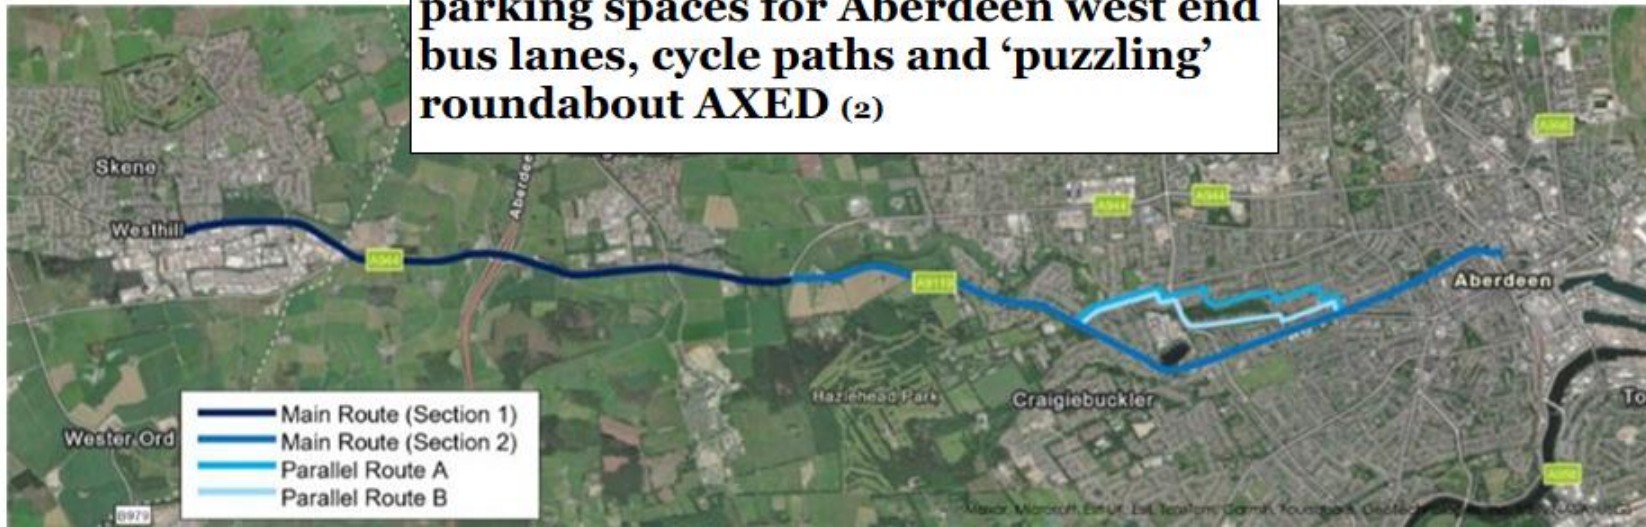 parking spaces for Aberdeen west end
bus lanes, cycle paths and ‘puzzling’
roundabout AXED (2)
Skene
Westhill
A944
A944
A944
A9119
Aberdeen
Hazlehead Park
Craigiebuckler
Wester Ord
B979
Main Route (Section 1)
Main Route (Section 2)
Parallel Route A
Parallel Route B